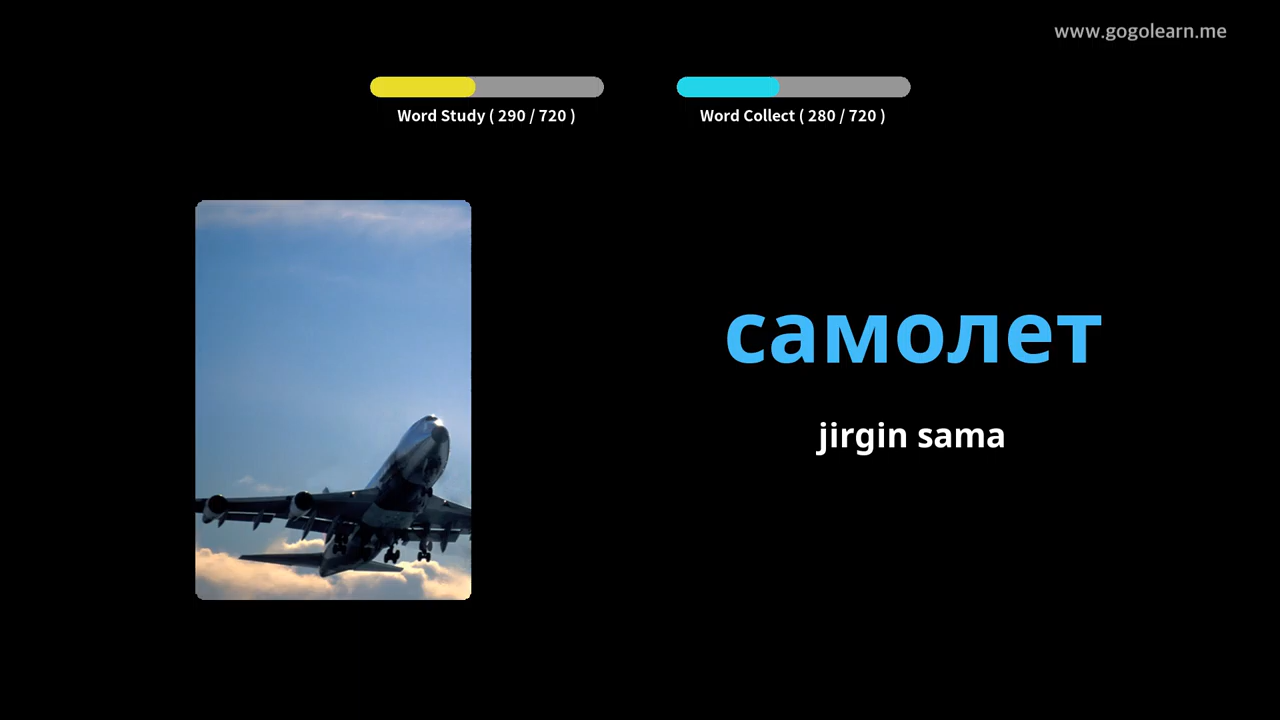 www.gogolearn.me
Word Study ( 290 / 720 )
Word Collect ( 280 / 720 )
самолет
jirgin sama